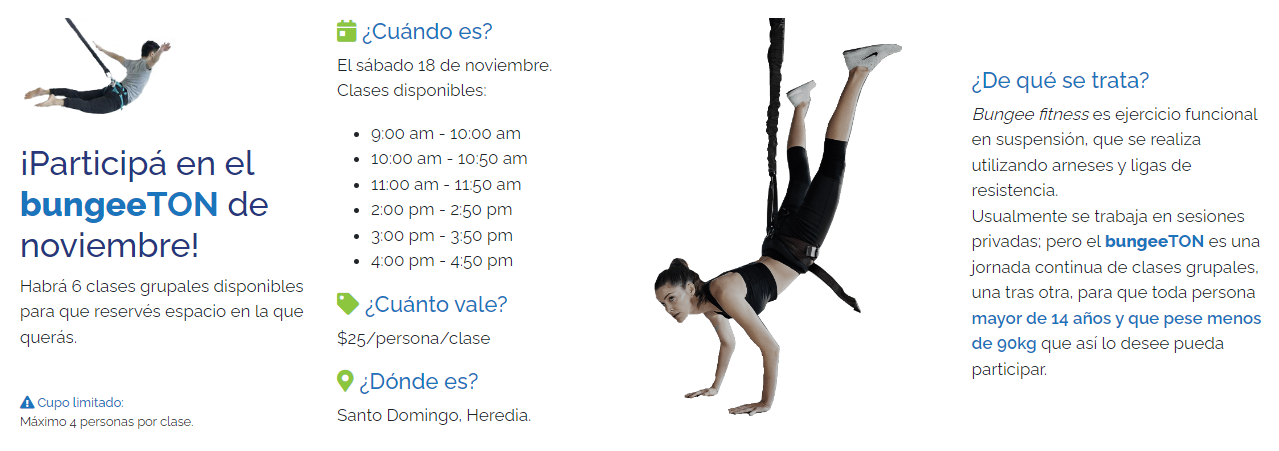 ¡Participá en el
bungeeTON de
noviembre!
Habrá 6 clases grupales disponibles
para que reservés espacio en la que
querás.
Cupo limitado:
Máximo 4 personas por clase.
¿Cuándo es?
El sábado 18 de noviembre.
Clases disponibles:
• 9:00 am - 10:00 am
• 10:00 am - 10:50 am
• 11:00 am - 11:50 am
• 2:00 pm - 2:50 pm
• 3:00 pm - 3:50 pm
• 4:00 pm - 4:50 pm
¿Cuánto vale?
$25/persona/clase
¿Dónde es?
Santo Domingo, Heredia.
¿De qué se trata?
Bungee fitness es ejercicio funcional
en suspensión, que se realiza
utilizando arneses y ligas de
resistencia.
Usualmente se trabaja en sesiones
privadas; pero el bungeeTON es una
jornada continua de clases grupales,
una tras otra, para que toda persona
mayor de 14 años y que pese menos
de 90kg que así lo desee pueda
participar.